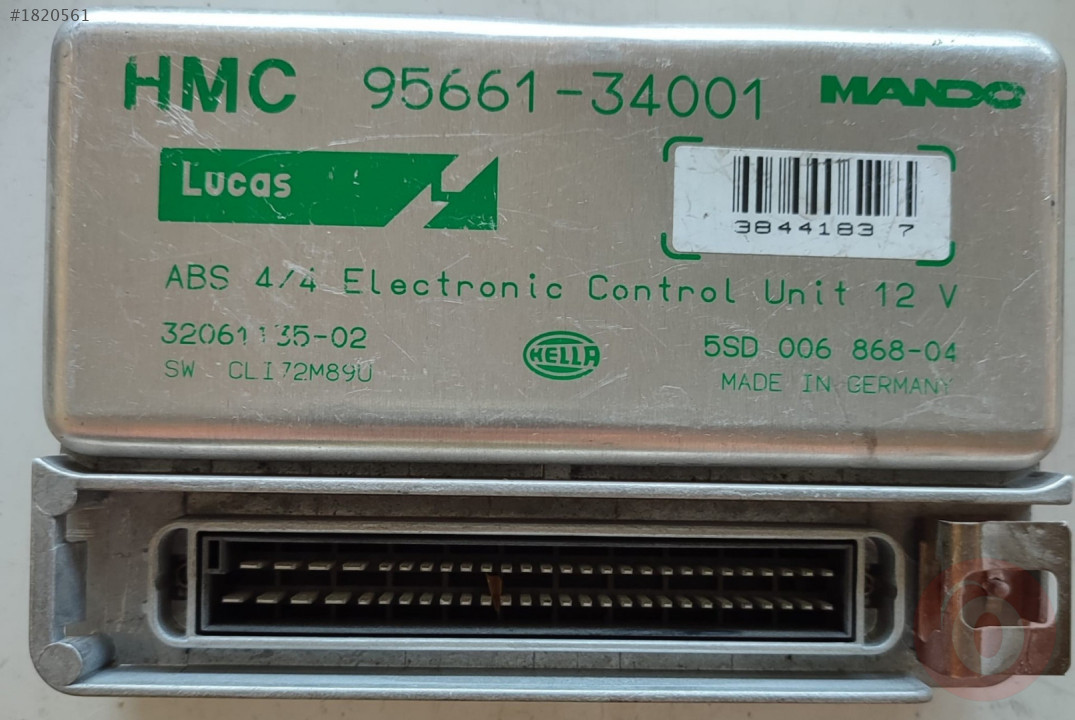 #1820561
HMC 95661-34001 MANDO
Lucas
3844183 7
ABS 4/4 Electronic Control Unit 12 V
32061135-02
HELLA
5SD 006 868-04
SW CLI72M89U
MADE IN GERMANY